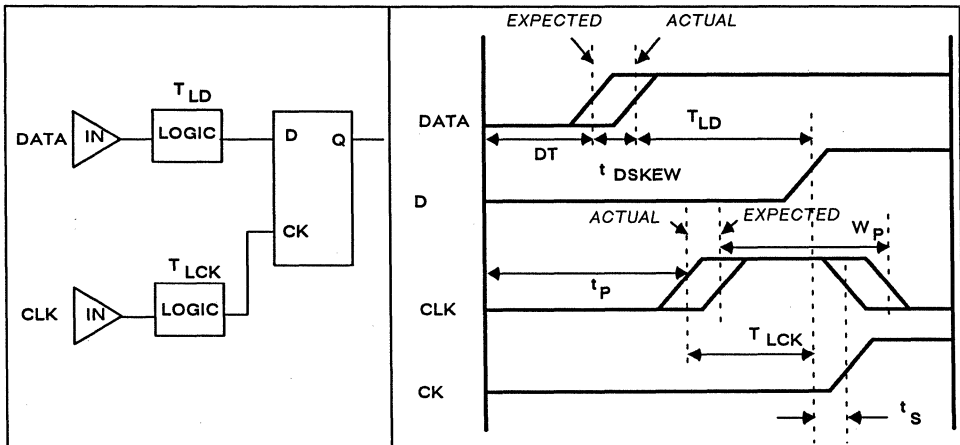 T LD
DATA
IN
LOGIC
D
Q
CK
T LCK
CLK
IN
LOGIC
EXPECTED
ACTUAL
DATA
DT
t DSKEW
T LD
D
ACTUAL
EXPECTED
W P
t P
CLK
T LCK
CK
t S